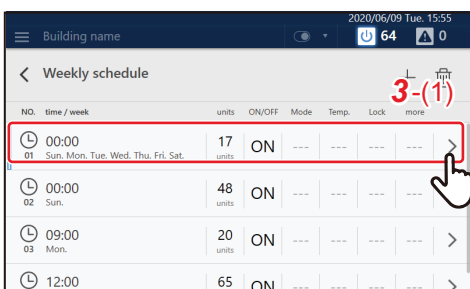 2020/06/09 Tue. 15:55
Building name 64 0
Weekly schedule
3-(1)
NO. time / week units ON/OFF Mode Temp. Lock more
00:00 17 ON --- --- --- ---
01 Sun. Mon. Tue. Wed. Thu. Fri. Sat. units
00:00 48 ON --- --- --- ---
02 Sun. units
09:00 20 ON --- --- --- ---
03 Mon. units
12:00 65 ON --- --- --- ---